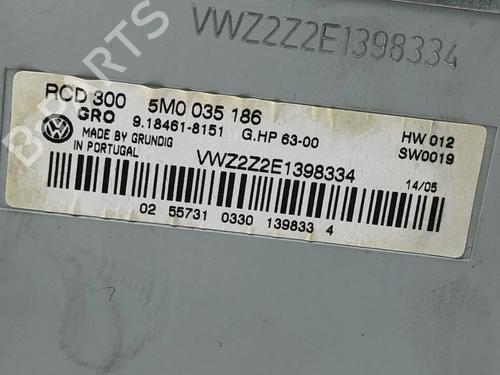 VWZ2Z2E1398334
RCD 300 5M0 035 186
GRO 9.18461-8151 G.HP 63-00 HW 012
MADE BY GRUNDIG SW0019
IN PORTUGAL VWZ2Z2E1398334 14/05
02 55731 0330 139833 4
B-PARTS